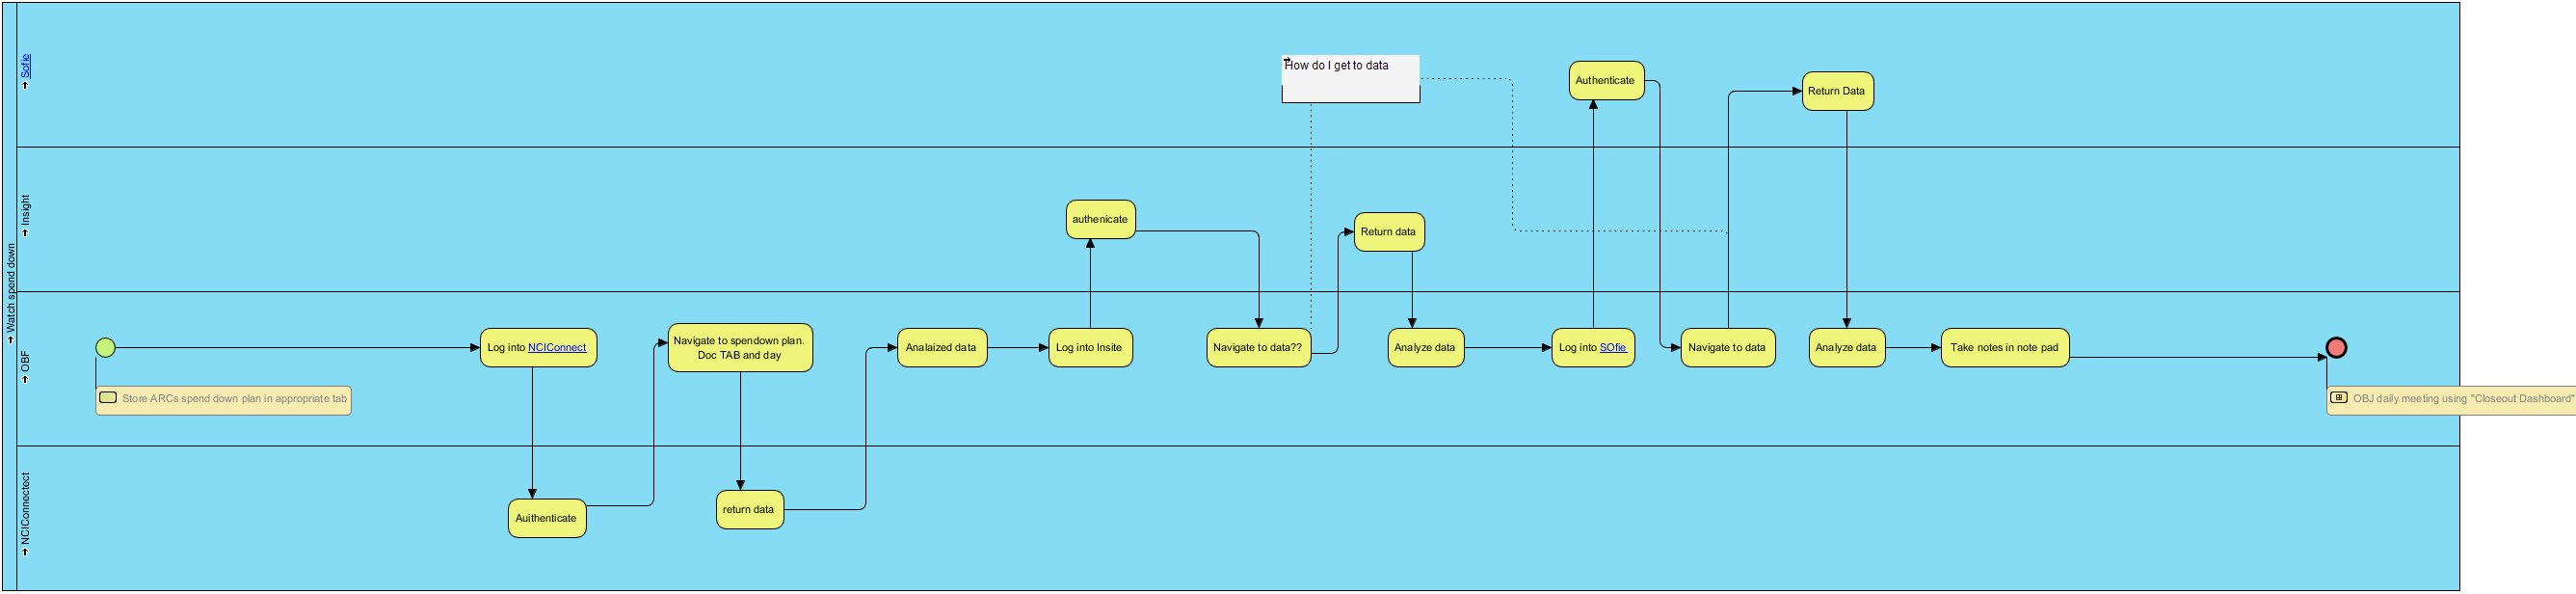 Watch spend down
Sofie
How do I get to data
Authenticate
Return Data
Insight
authenicate
Return data
OBF
Log into NCIConnect
Navigate to spendown plan.
Doc TAB and day
Analaized data
Log into Insite
Navigate to data??
Analyze data
Log into SOfie
Navigate to data
Analyze data
Take notes in note pad
Store ARCs spend down plan in appropriate tab
OBJ daily meeting using "Closeout Dashboard"
NCIConnectect
Auithenticate
return data